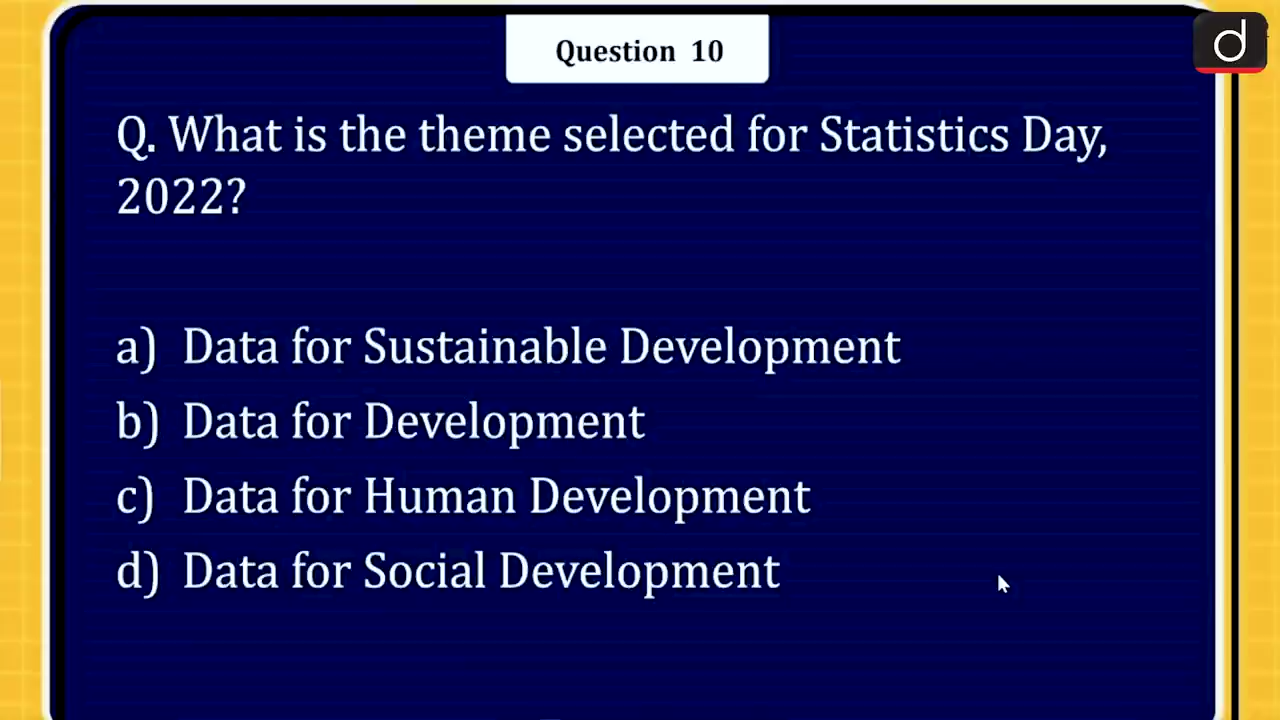 Question 10
d
Q. What is the theme selected for Statistics Day,
2022?
a) Data for Sustainable Development
b) Data for Development
c) Data for Human Development
d) Data for Social Development